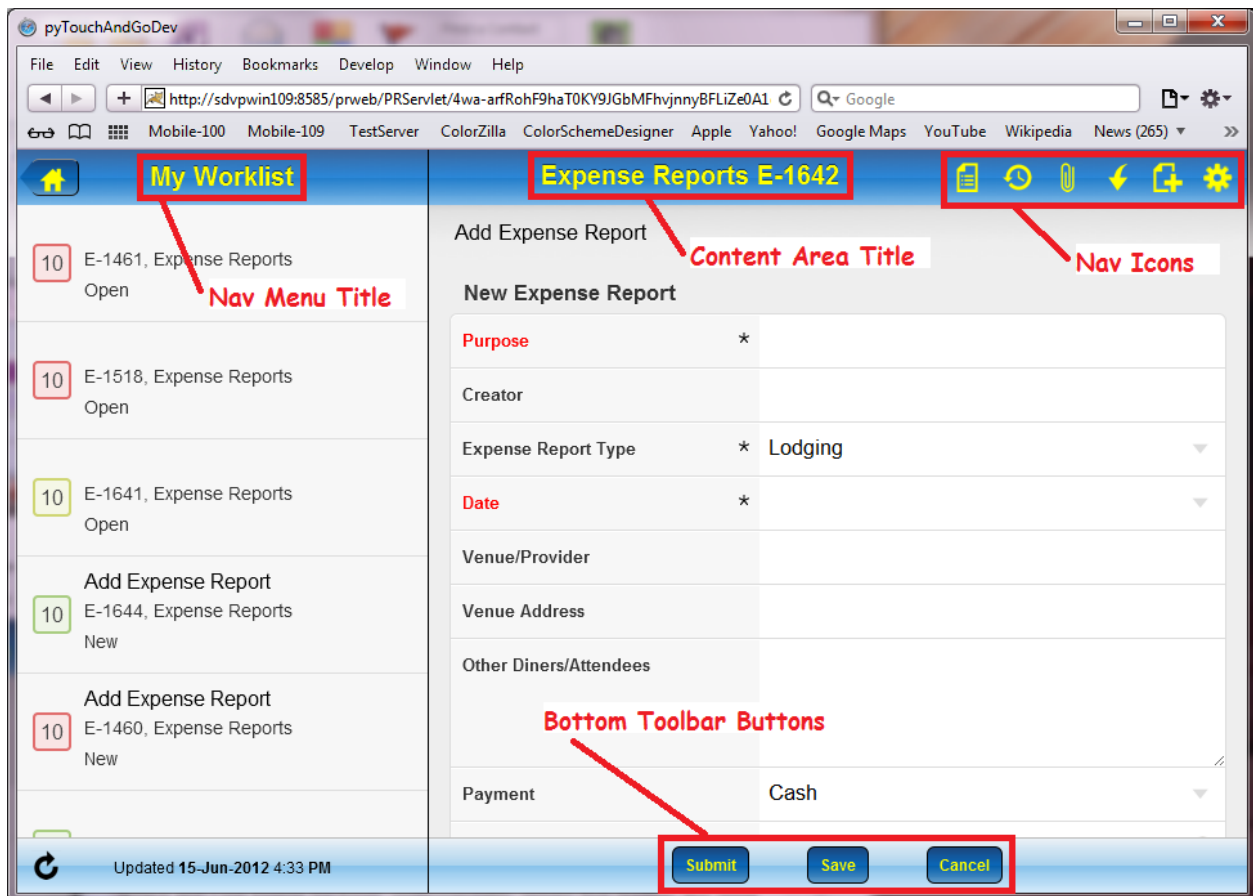 pyTouchAndGoDev
File Edit View History Bookmarks Develop Window Help
http://sdvpwin109:8585/prweb/PRServlet/4wa-arfRohF9haT0KY9JGbMFhvjnnyBFLiZe0A1 Google
Mobile-100 Mobile-109 TestServer ColorZilla ColorSchemeDesigner Apple Yahoo! Google Maps YouTube Wikipedia News (265) »
My Worklist
Expense Reports E-1642
10
E-1461, Expense Reports
Open
Nav Menu Title
10
E-1518, Expense Reports
Open
10
E-1641, Expense Reports
Open
Add Expense Report
10
E-1644, Expense Reports
New
Add Expense Report
10
E-1460, Expense Reports
New
Updated 15-Jun-2012 4:33 PM
Add Expense Report
Content Area Title
Nav Icons
New Expense Report
Purpose *
Creator
Expense Report Type * Lodging
Date *
Venue/Provider
Venue Address
Other Diners/Attendees
Bottom Toolbar Buttons
Payment Cash
Submit Save Cancel